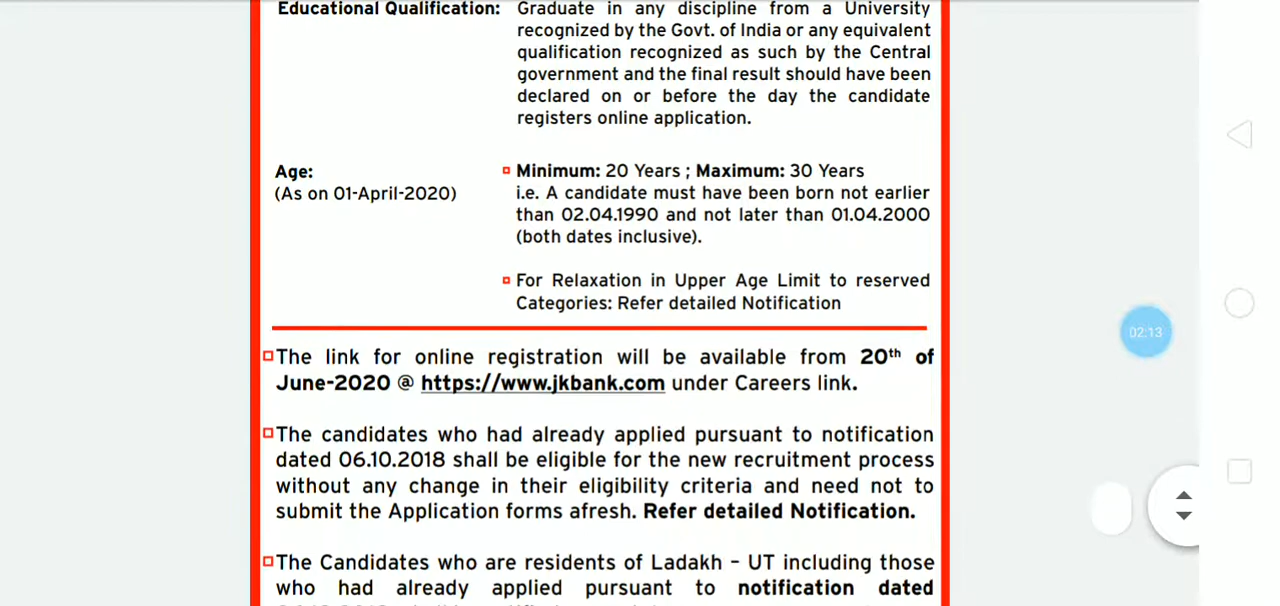 Educational Qualification: Graduate in any discipline from a University
recognized by the Govt. of India or any equivalent
qualification recognized as such by the Central
government and the final result should have been
declared on or before the day the candidate
registers online application.
Age: Minimum: 20 Years ; Maximum: 30 Years
(As on 01-April-2020) i.e. A candidate must have been born not earlier
than 02.04.1990 and not later than 01.04.2000
(both dates inclusive).
For Relaxation in Upper Age Limit to reserved
Categories: Refer detailed Notification
02:13
The link for online registration will be available from 20th of
June-2020 @ https://www.jkbank.com under Careers link.
The candidates who had already applied pursuant to notification
dated 06.10.2018 shall be eligible for the new recruitment process
without any change in their eligibility criteria and need not to
submit the Application forms afresh. Refer detailed Notification.
The Candidates who are residents of Ladakh – UT including those
who had already applied pursuant to notification dated